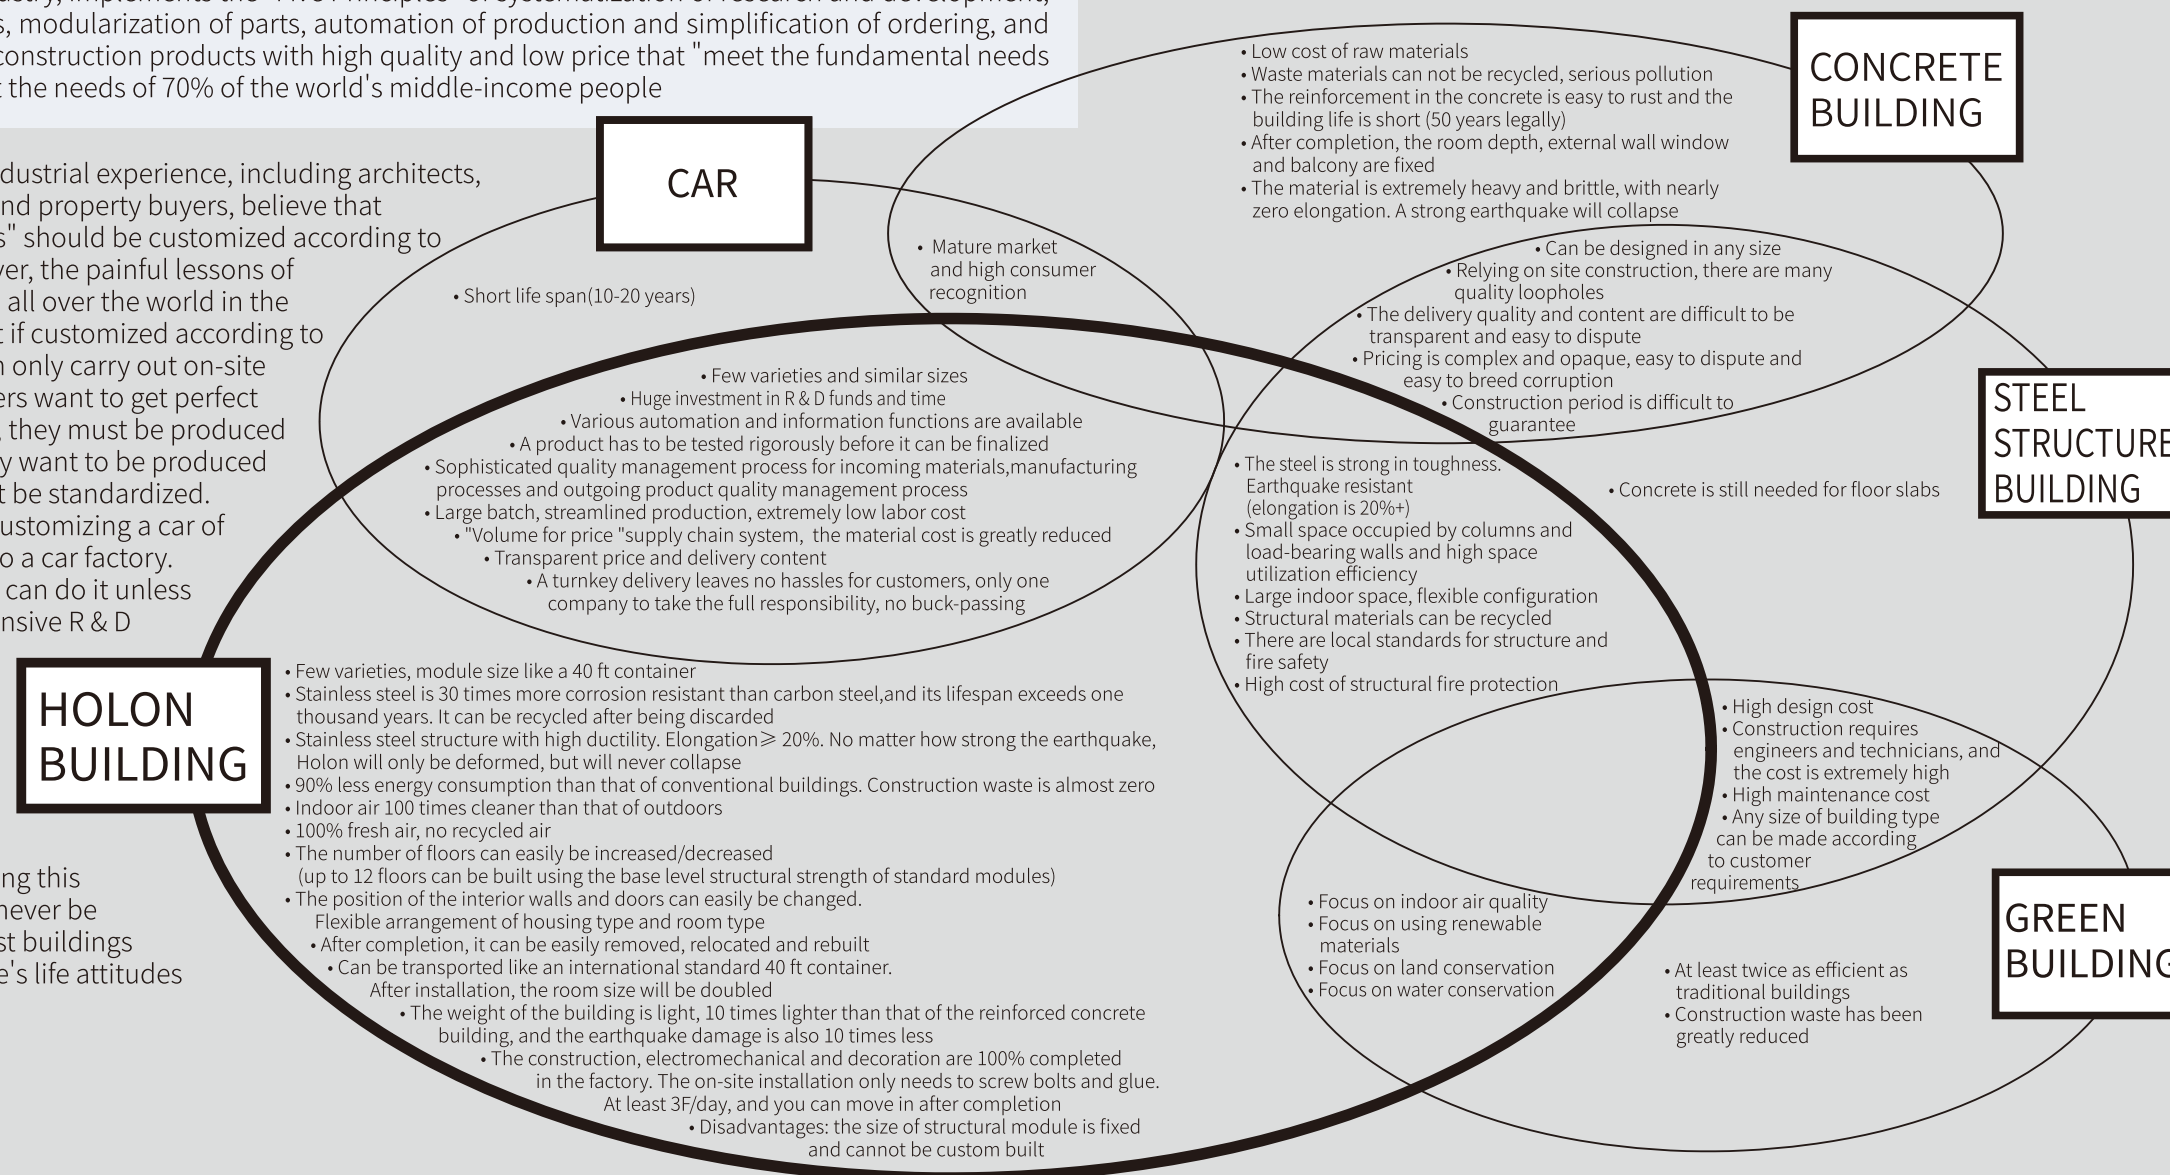 s, modularization of parts, automation of production and simplification of ordering, and
construction products with high quality and low price that "meet the fundamental needs
the needs of 70% of the world's middle-income people
dustrial experience, including architects,
nd property buyers, believe that
s" should be customized according to
ver, the painful lessons of
all over the world in the
t if customized according to
n only carry out on-site
ers want to get perfect
, they must be produced
y want to be produced
t be standardized.
ustomizing a car of
o a car factory.
can do it unless
nsive R & D
ng this
never be
st buildings
e's life attitudes
CAR
• Short life span(10-20 years)
• Mature market
and high consumer
recognition
CONCRETE
BUILDING
• Low cost of raw materials
• Waste materials can not be recycled, serious pollution
• The reinforcement in the concrete is easy to rust and the
building life is short (50 years legally)
• After completion, the room depth, external wall window
and balcony are fixed
• The material is extremely heavy and brittle, with nearly
zero elongation. A strong earthquake will collapse
• Can be designed in any size
• Relying on site construction, there are many
quality loopholes
• The delivery quality and content are difficult to be
transparent and easy to dispute
• Pricing is complex and opaque, easy to dispute and
easy to breed corruption
• Construction period is difficult to
guarantee
STEEL
STRUCTURE
BUILDING
• Concrete is still needed for floor slabs
• Few varieties and similar sizes
• Huge investment in R & D funds and time
• Various automation and information functions are available
• A product has to be tested rigorously before it can be finalized
• Sophisticated quality management process for incoming materials,manufacturing
processes and outgoing product quality management process
• Large batch, streamlined production, extremely low labor cost
• "Volume for price "supply chain system, the material cost is greatly reduced
• Transparent price and delivery content
• A turnkey delivery leaves no hassles for customers, only one
company to take the full responsibility, no buck-passing
• The steel is strong in toughness.
Earthquake resistant
(elongation is 20%+)
• Small space occupied by columns and
load-bearing walls and high space
utilization efficiency
• Large indoor space, flexible configuration
• Structural materials can be recycled
• There are local standards for structure and
fire safety
• High cost of structural fire protection
HOLON
BUILDING
• Few varieties, module size like a 40 ft container
• Stainless steel is 30 times more corrosion resistant than carbon steel,and its lifespan exceeds one
thousand years. It can be recycled after being discarded
• Stainless steel structure with high ductility. Elongation⩾ 20%. No matter how strong the earthquake,
Holon will only be deformed, but will never collapse
• 90% less energy consumption than that of conventional buildings. Construction waste is almost zero
• Indoor air 100 times cleaner than that of outdoors
• 100% fresh air, no recycled air
• The number of floors can easily be increased/decreased
(up to 12 floors can be built using the base level structural strength of standard modules)
• The position of the interior walls and doors can easily be changed.
Flexible arrangement of housing type and room type
• After completion, it can be easily removed, relocated and rebuilt
• Can be transported like an international standard 40 ft container.
After installation, the room size will be doubled
• The weight of the building is light, 10 times lighter than that of the reinforced concrete
building, and the earthquake damage is also 10 times less
• The construction, electromechanical and decoration are 100% completed
in the factory. The on-site installation only needs to screw bolts and glue.
At least 3F/day, and you can move in after completion
• Disadvantages: the size of structural module is fixed
and cannot be custom built
• High design cost
• Construction requires
engineers and technicians, and
the cost is extremely high
• High maintenance cost
• Any size of building type
can be made according
to customer
requirements
• Focus on indoor air quality
• Focus on using renewable
materials
• Focus on land conservation
• Focus on water conservation
GREEN
BUILDING
• At least twice as efficient as
traditional buildings
• Construction waste has been
greatly reduced